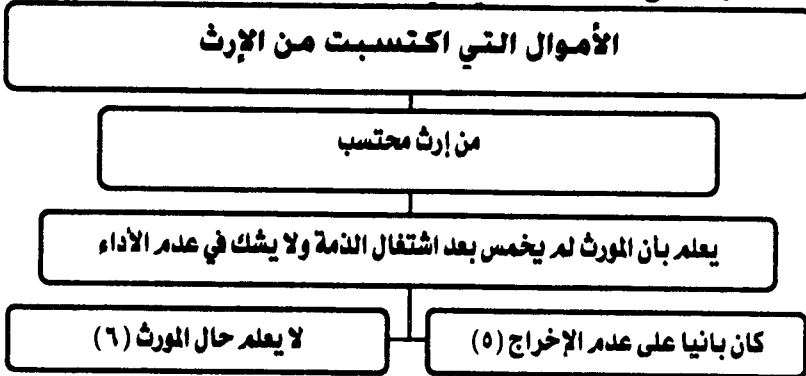 الأموال التي اكتسبت من الإرث
من إرث محتسب
يعلم بأن المورث لم يخمس بعد اشتغال الذمة ولا يشك في عدم الأداء
كان بانيا على عدم الإخراج (٥)
لا يعلم حال المورث (٦)